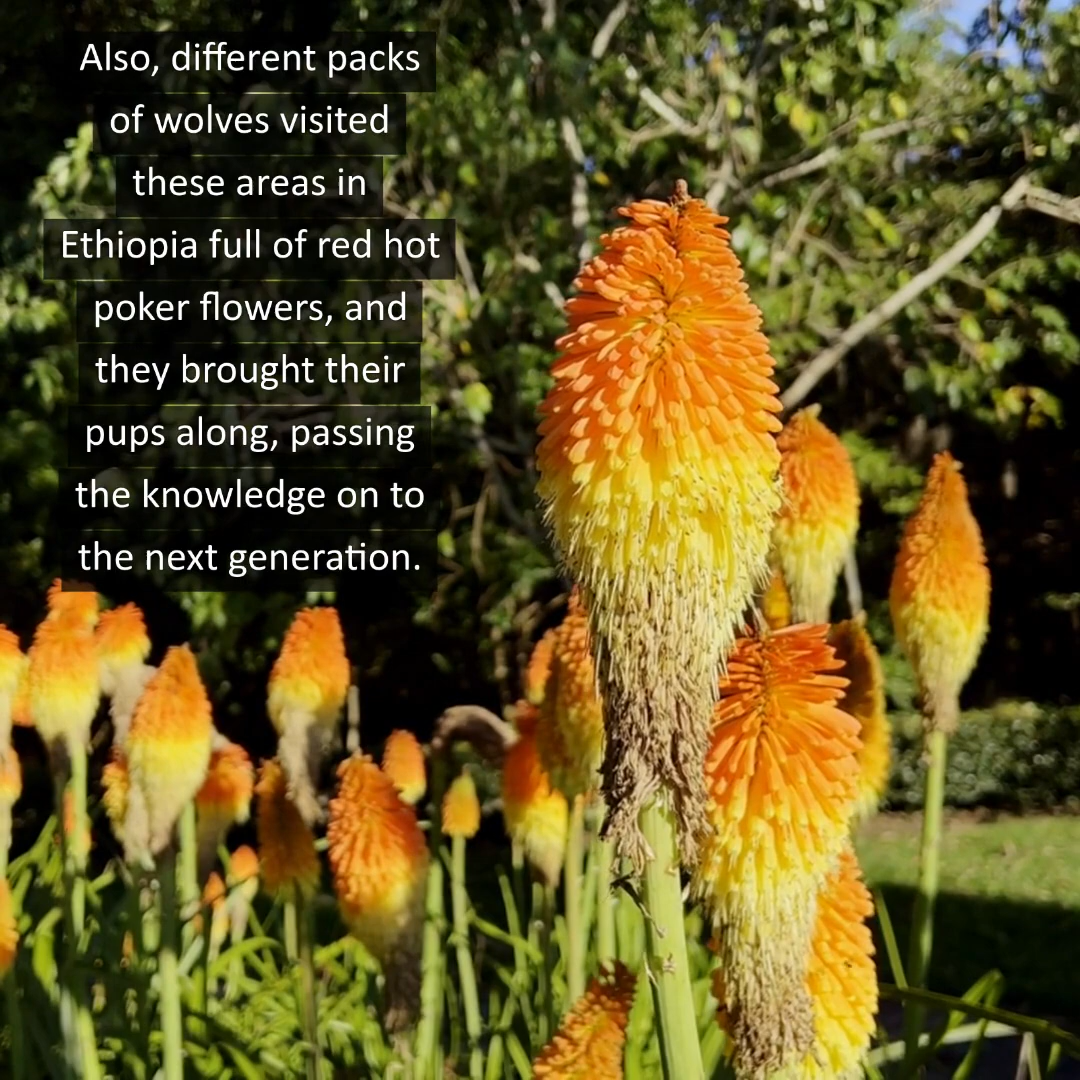 Also, different packs
of wolves visited
these areas in
Ethiopia full of red hot
poker flowers, and
they brought their
pups along, passing
the knowledge on to
the next generation.